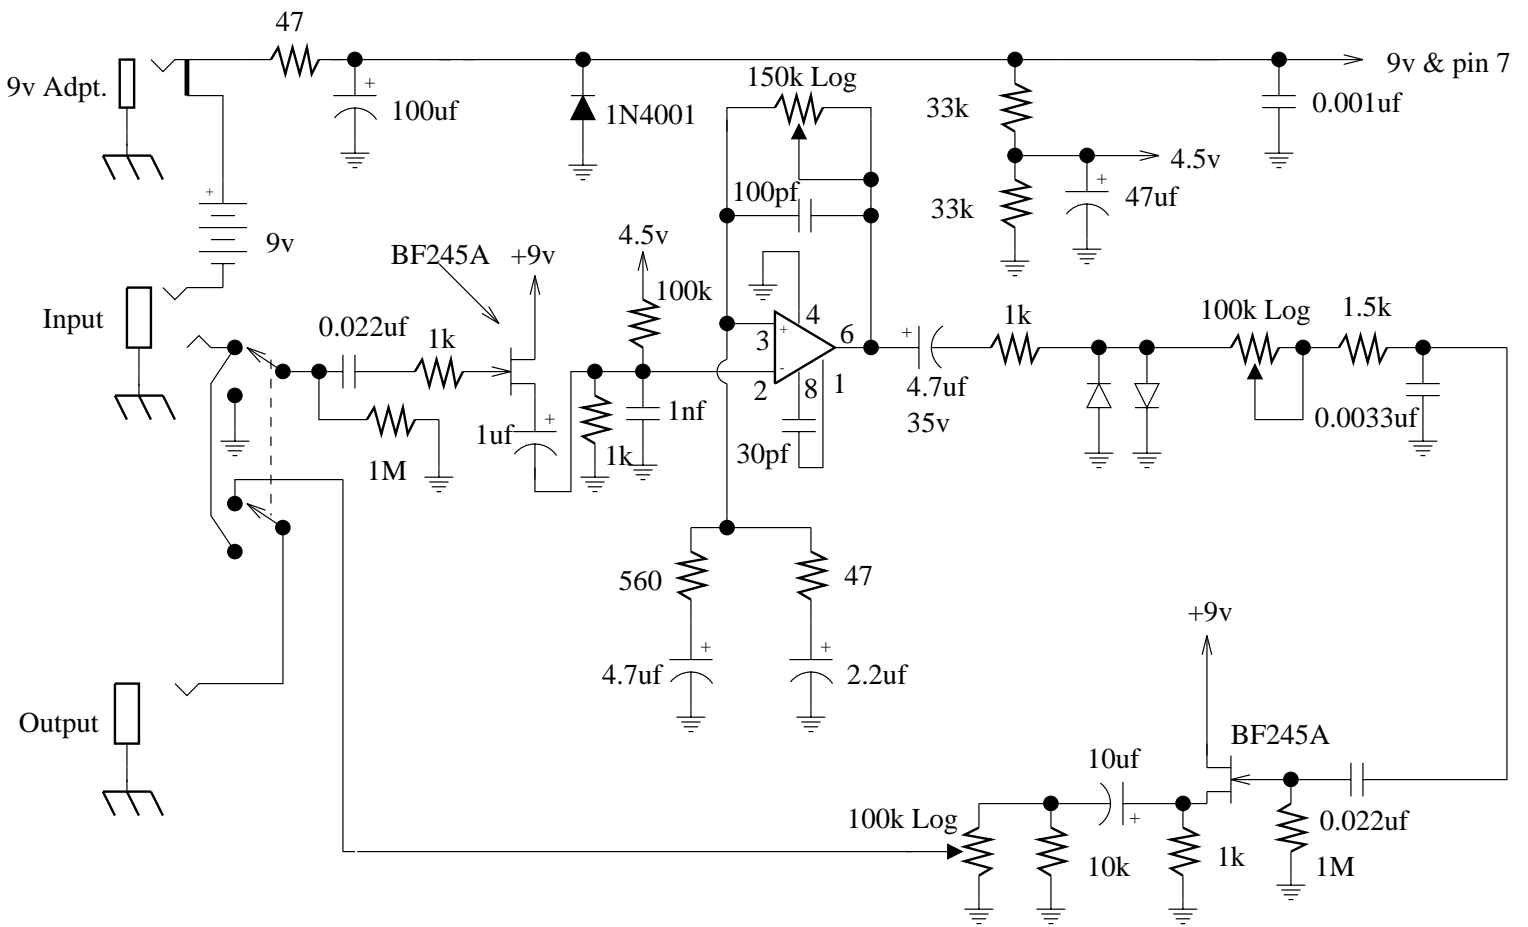 47
9v Adpt.
+
100uf
1N4001
150k Log
33k
9v & pin 7
0.001uf
4.5v
100pf
+
33k
+
47uf
9v
4.5v
BF245A
+9v
100k
Input
0.022uf
1k
4
3
+
6
-
2
8
1
+
4.7uf
35v
1k
100k Log
1.5k
0.0033uf
1M
+
1uf
1k
1nf
30pf
560
47
+
4.7uf
+
2.2uf
+9v
Output
BF245A
10uf
+
100k Log
10k
1k
0.022uf
1M